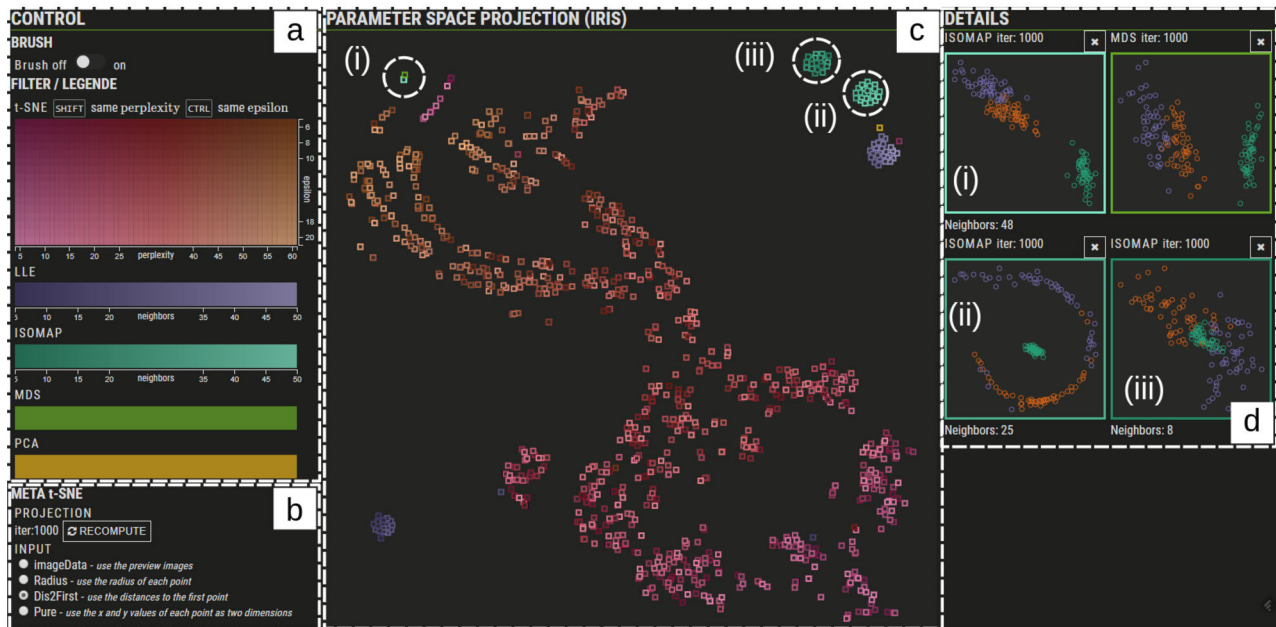 CONTROL
a
BRUSH
Brush off on
FILTER / LEGENDE
t-SNE SHIFT same perplexity CTRL same epsilon
6
8
10
epsilon
18
20
5 10 15 20 25 perplexity 40 45 50 55 60
LLE
5 10 15 20 neighbors 35 40 45 50
ISOMAP
5 10 15 20 neighbors 35 40 45 50
MDS
PCA
META t-SNE
b
PROJECTION
iter:1000 RECOMPUTE
INPUT
imageData - use the preview images
Radius - use the radius of each point
Dis2First - use the distances to the first point
Pure - use the x and y values of each point as two dimensions
PARAMETER SPACE PROJECTION (IRIS)
c
(i)
(iii)
(ii)
DETAILS
ISOMAP iter: 1000
MDS iter: 1000
(i)
Neighbors: 48
ISOMAP iter: 1000
ISOMAP iter: 1000
(ii)
(iii)
d
Neighbors: 25
Neighbors: 8